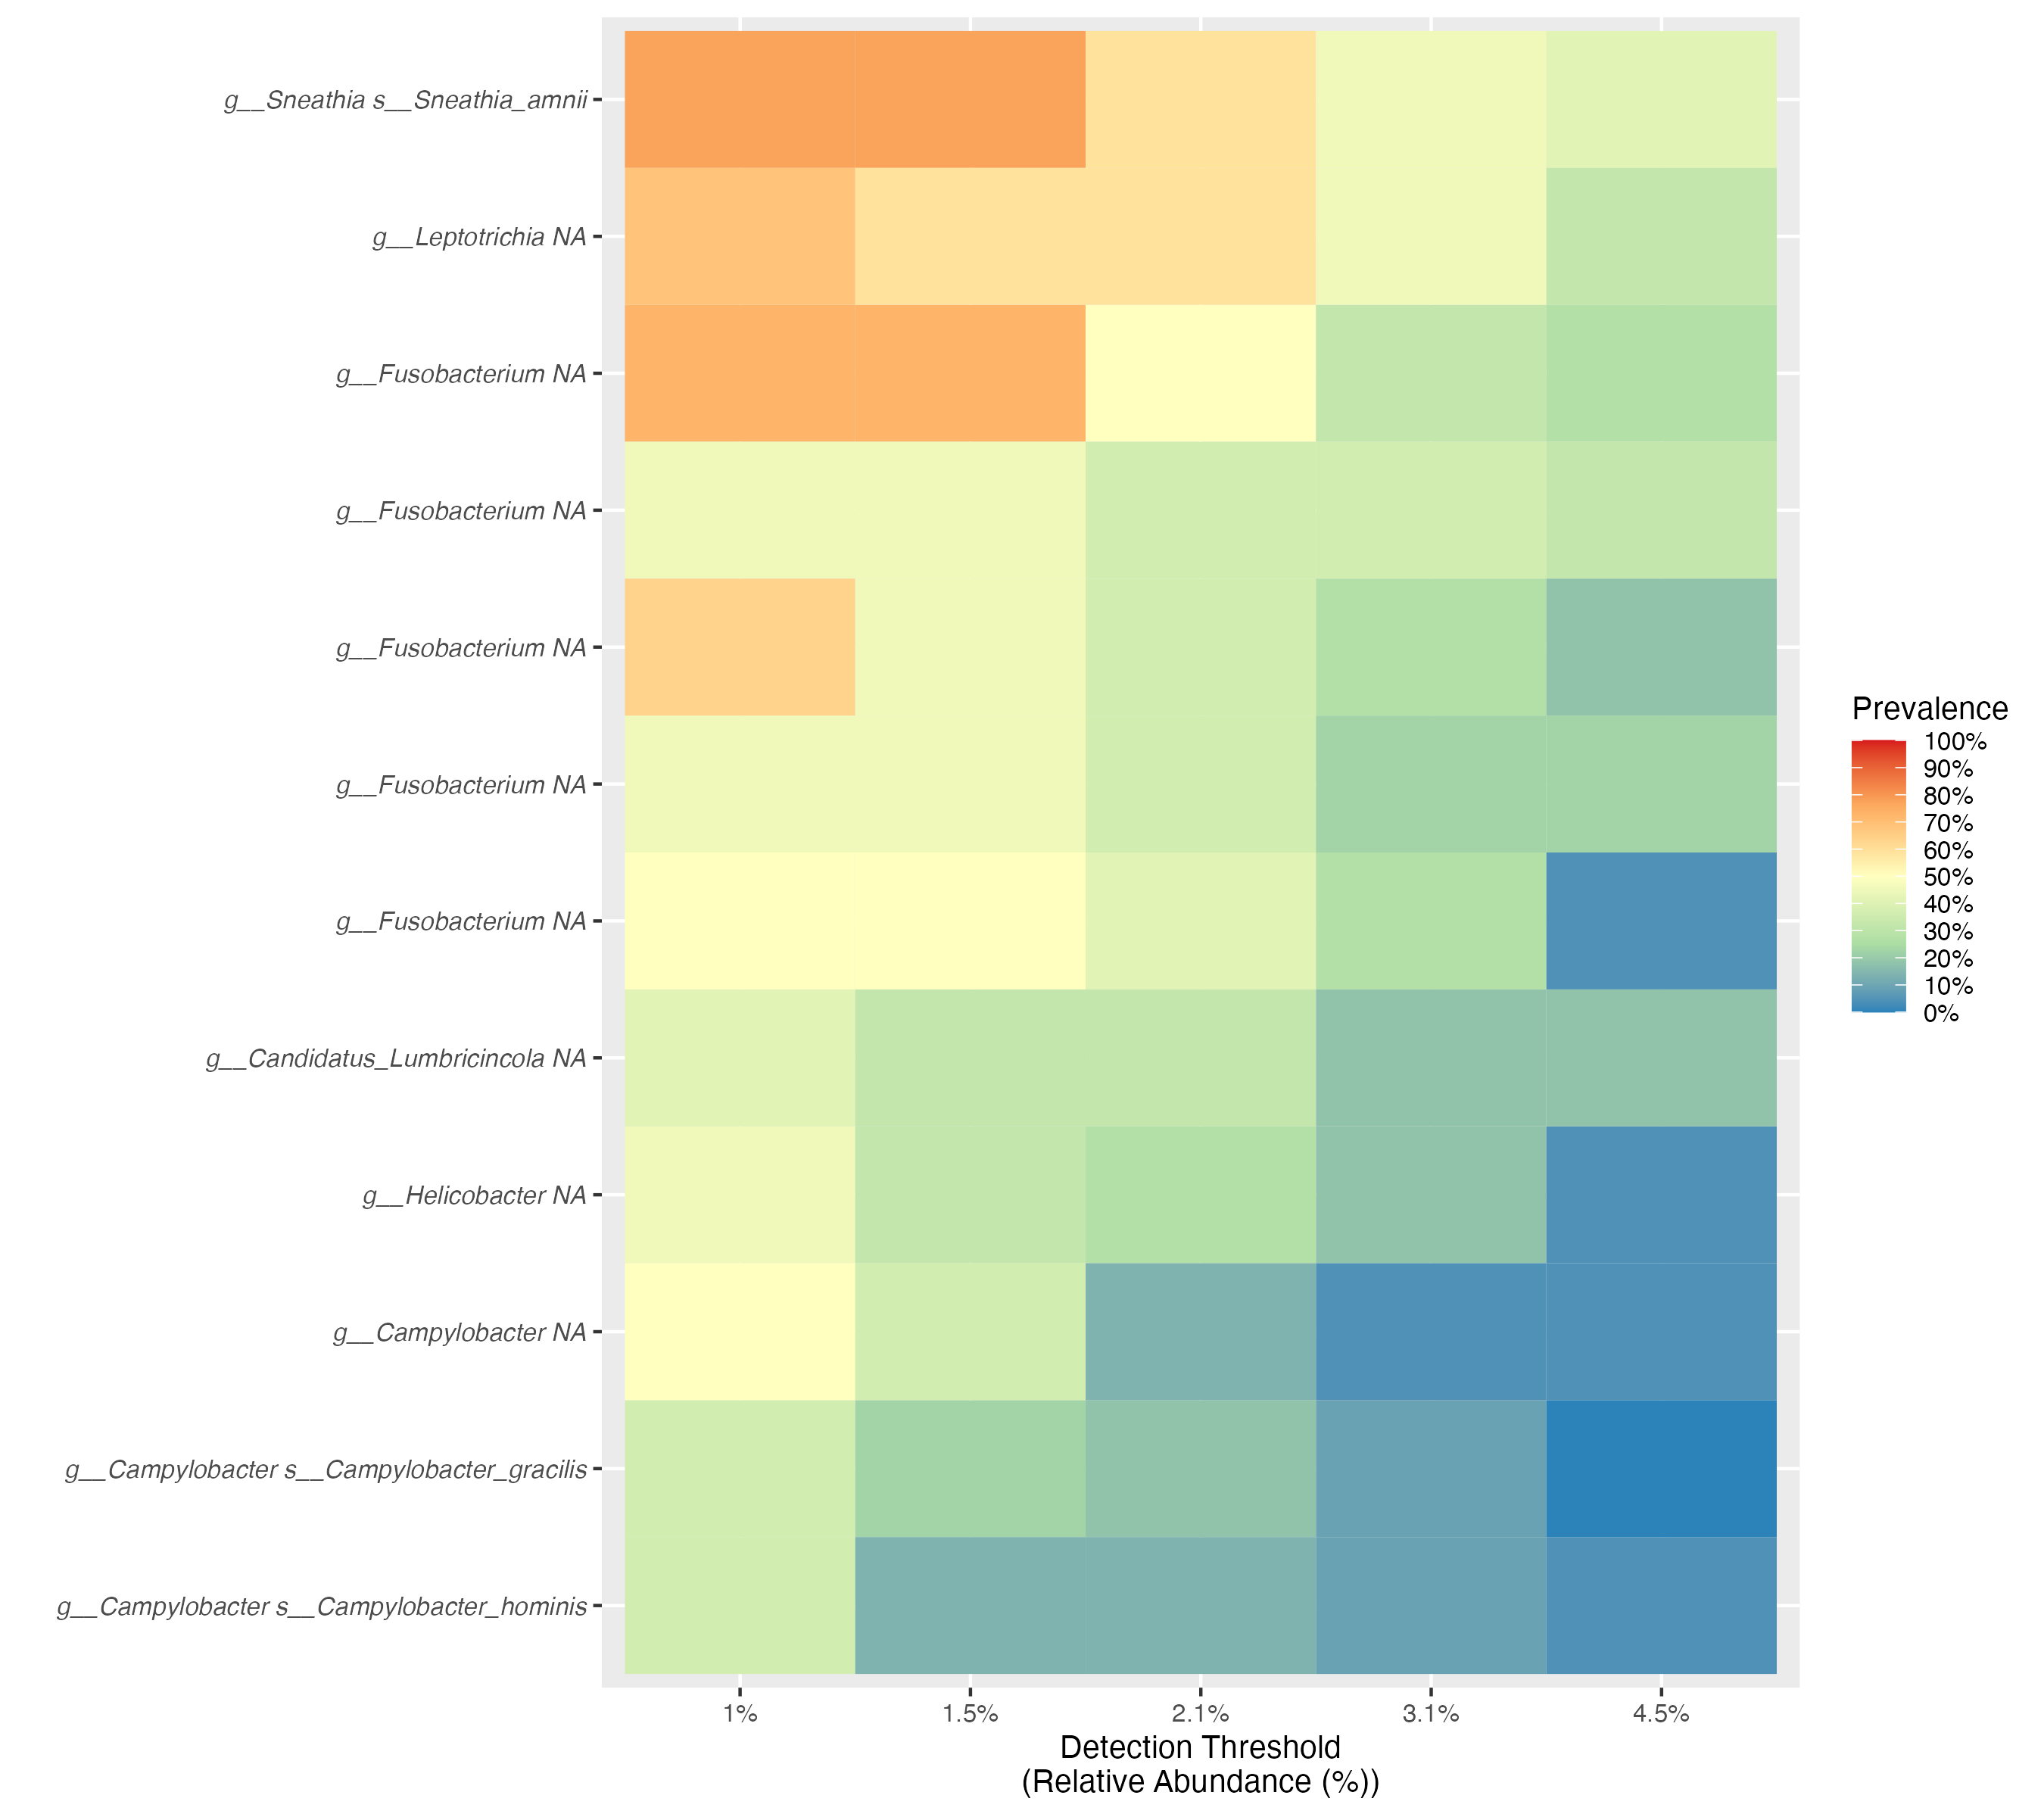 g__Sneathia s__Sneathia_amnii
g__Leptotrichia NA
g__Fusobacterium NA
g__Fusobacterium NA
g__Fusobacterium NA
g__Fusobacterium NA
g__Fusobacterium NA
g__Candidatus_Lumbricincola NA
g__Helicobacter NA
g__Campylobacter NA
g__Campylobacter s__Campylobacter_gracilis
g__Campylobacter s__Campylobacter_hominis
1% 1.5% 2.1% 3.1% 4.5%
Detection Threshold
(Relative Abundance (%))
Prevalence
100%
90%
80%
70%
60%
50%
40%
30%
20%
10%
0%